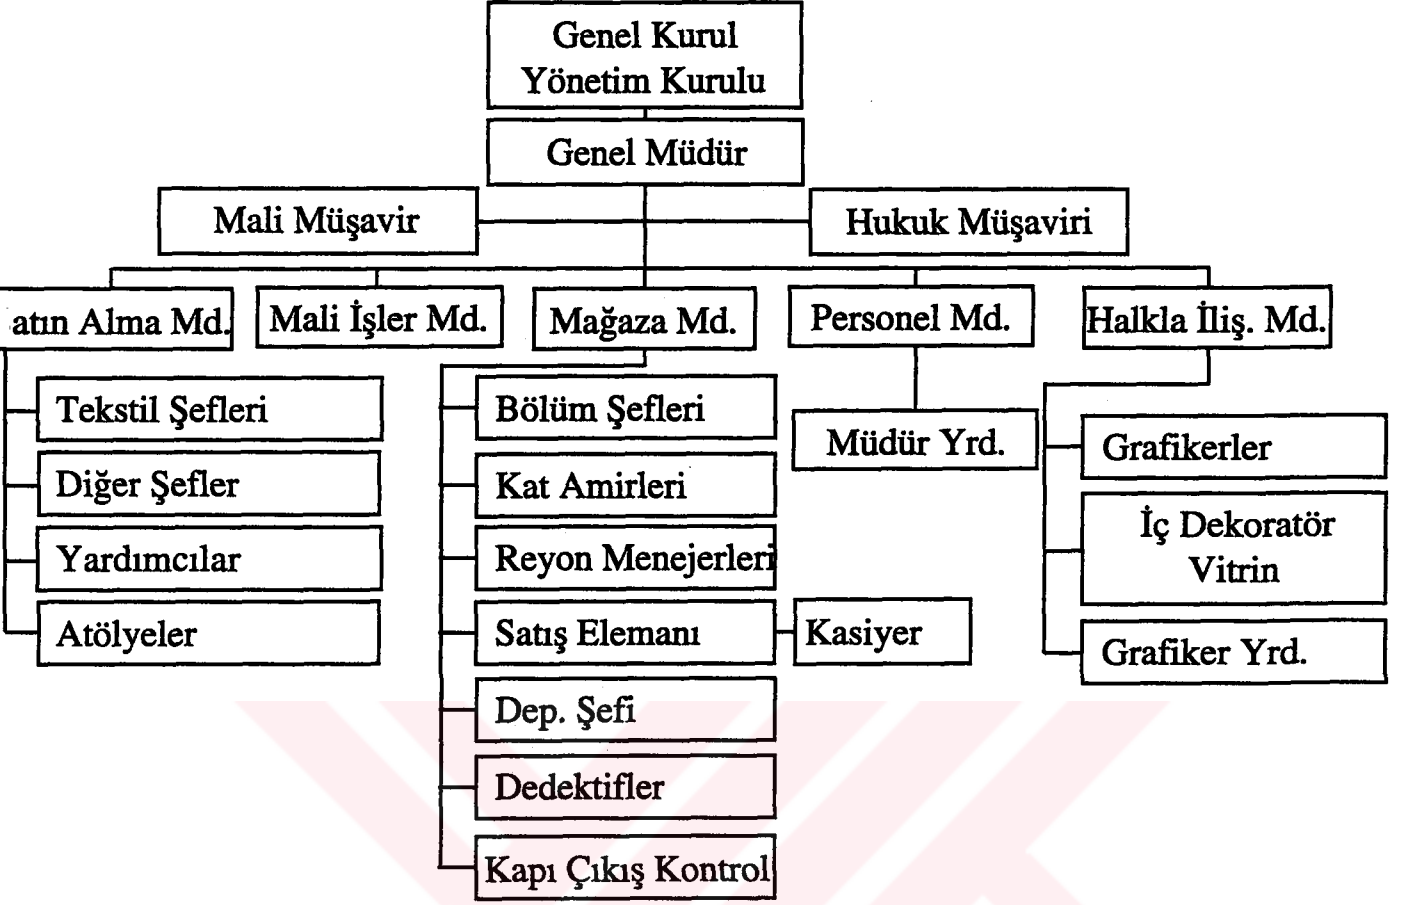 Genel Kurul
Yönetim Kurulu
Genel Müdür
Mali Müşavir
Hukuk Müşaviri
atın Alma Md.
Mali İşler Md.
Mağaza Md.
Personel Md.
Halkla İliş. Md.
Tekstil Şefleri
Diğer Şefler
Yardımcılar
Atölyeler
Bölüm Şefleri
Kat Amirleri
Reyon Menejerleri
Satış Elemanı
Kasiyer
Dep. Şefi
Dedektifler
Kapı Çıkış Kontrol
Müdür Yrd.
Grafikerler
İç Dekoratör
Vitrin
Grafiker Yrd.